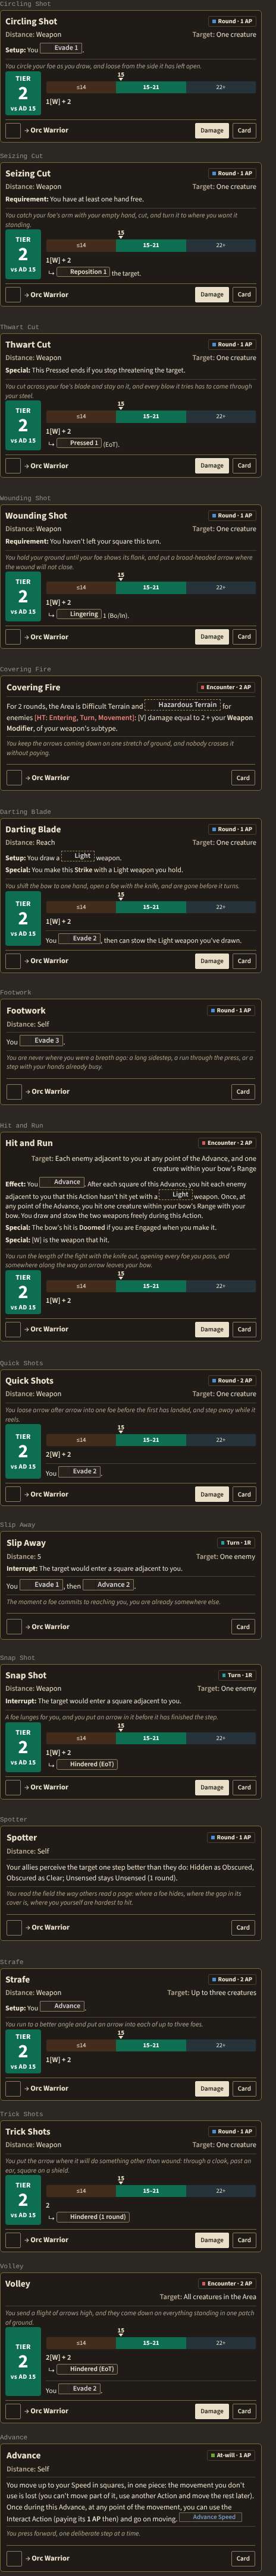 Circling Shot
Circling Shot
Round · 1 AP
Distance: Weapon
Target: One creature
Setup: You Evade 1.
You circle your foe as you draw, and loose from the side it has left open.
TIER
2
vs AD 15
15
≤14
15–21
22+
1[W] + 2
→ Orc Warrior
Damage
Card
Seizing Cut
Seizing Cut
Round · 1 AP
Distance: Weapon
Target: One creature
Requirement: You have at least one hand free.
You catch your foe's arm with your empty hand, cut, and turn it to where you want it
standing.
TIER
2
vs AD 15
15
≤14
15–21
22+
1[W] + 2
↪ Reposition 1 the target.
→ Orc Warrior
Damage
Card
Thwart Cut
Thwart Cut
Round · 1 AP
Distance: Weapon
Target: One creature
Special: This Pressed ends if you stop threatening the target.
You cut across your foe's blade and stay on it, and every blow it tries has to come through
your steel.
TIER
2
vs AD 15
15
≤14
15–21
22+
1[W] + 2
↪ Pressed 1 (EoT).
→ Orc Warrior
Damage
Card
Wounding Shot
Wounding Shot
Round · 1 AP
Distance: Weapon
Target: One creature
Requirement: You haven't left your square this turn.
You hold your ground until your foe shows its flank, and put a broad-headed arrow where
the wound will not close.
TIER
2
vs AD 15
15
≤14
15–21
22+
1[W] + 2
↪ Lingering 1 (Bo/In).
→ Orc Warrior
Damage
Card
Covering Fire
Covering Fire
Encounter · 2 AP
For 2 rounds, the Area is Difficult Terrain and Hazardous Terrain for
enemies [HT: Entering, Turn, Movement]: [V] damage equal to 2 + your Weapon
Modifier, of your weapon's subtype.
You keep the arrows coming down on one stretch of ground, and nobody crosses it
without paying.
→ Orc Warrior
Card
Darting Blade
Darting Blade
Round · 1 AP
Distance: Reach
Target: One creature
Setup: You draw a Light weapon.
Special: You make this Strike with a Light weapon you hold.
You shift the bow to one hand, open a foe with the knife, and are gone before it turns.
TIER
2
vs AD 15
15
≤14
15–21
22+
1[W] + 2
You Evade 2, then can stow the Light weapon you've drawn.
→ Orc Warrior
Damage
Card
Footwork
Footwork
Round · 1 AP
Distance: Self
You Evade 3.
You are never where you were a breath ago: a long sidestep, a run through the press, or a
step with your hands already busy.
→ Orc Warrior
Card
Hit and Run
Hit and Run
Encounter · 2 AP
Target: Each enemy adjacent to you at any point of the Advance, and one
creature within your bow's Range
Effect: You Advance. After each square of this Advance, you hit each enemy
adjacent to you that this Action hasn't hit yet with a Light weapon. Once, at
any point of the Advance, you hit one creature within your bow's Range with your
bow. You draw and stow the two weapons freely during this Action.
Special: The bow's hit is Doomed if you are Engaged when you make it.
Special: [W] is the weapon that hit.
You run the length of the fight with the knife out, opening every foe you pass, and
somewhere along the way an arrow leaves your bow.
TIER
2
vs AD 15
15
≤14
15–21
22+
1[W] + 2
→ Orc Warrior
Damage
Card
Quick Shots
Quick Shots
Round · 2 AP
Distance: Weapon
Target: One creature
You loose arrow after arrow into one foe before the first has landed, and step away while it
reels.
TIER
2
vs AD 15
15
≤14
15–21
22+
2[W] + 2
You Evade 2.
→ Orc Warrior
Damage
Card
Slip Away
Slip Away
Turn · 1R
Distance: 5
Target: One enemy
Interrupt: The target would enter a square adjacent to you.
You Evade 1, then Advance 2.
The moment a foe commits to reaching you, you are already somewhere else.
→ Orc Warrior
Card
Snap Shot
Snap Shot
Turn · 1R
Distance: Weapon
Target: One enemy
Interrupt: The target would enter a square adjacent to you.
A foe lunges for you, and you put an arrow in it before it has finished the step.
TIER
2
vs AD 15
15
≤14
15–21
22+
1[W] + 2
↪ Hindered (EoT)
→ Orc Warrior
Damage
Card
Spotter
Spotter
Round · 1 AP
Distance: Self
Your allies perceive the target one step better than they do: Hidden as Obscured,
Obscured as Clear; Unsensed stays Unsensed (1 round).
You read the field the way others read a page: where a foe hides, where the gap in its
cover is, where you yourself are hardest to hit.
→ Orc Warrior
Card
Strafe
Strafe
Round · 2 AP
Distance: Weapon
Target: Up to three creatures
Setup: You Advance.
You run to a better angle and put an arrow into each of up to three foes.
TIER
2
vs AD 15
15
≤14
15–21
22+
1[W] + 2
→ Orc Warrior
Damage
Card
Trick Shots
Trick Shots
Round · 1 AP
Distance: Weapon
Target: One creature
You put the arrow where it will do something other than wound: through a cloak, past an
ear, square on a shield.
TIER
2
vs AD 15
15
≤14
15–21
22+
2
↪ Hindered (1 round)
→ Orc Warrior
Damage
Card
Volley
Volley
Encounter · 2 AP
Target: All creatures in the Area
You send a flight of arrows high, and they come down on everything standing in one patch
of ground.
TIER
2
vs AD 15
15
≤14
15–21
22+
2[W] + 2
↪ Hindered (EoT)
You Evade 2.
→ Orc Warrior
Damage
Card
Advance
Advance
At-will · 1 AP
Distance: Self
You move up to your Speed in squares, in one piece: the movement you don't
use is lost (you can't move part of it, use another Action and move the rest later).
Once during this Advance, at any point of the movement, you can use the
Interact Action (paying its 1 AP) and go on moving. Advance Speed
You press forward, one deliberate step at a time.
→ Orc Warrior
Card